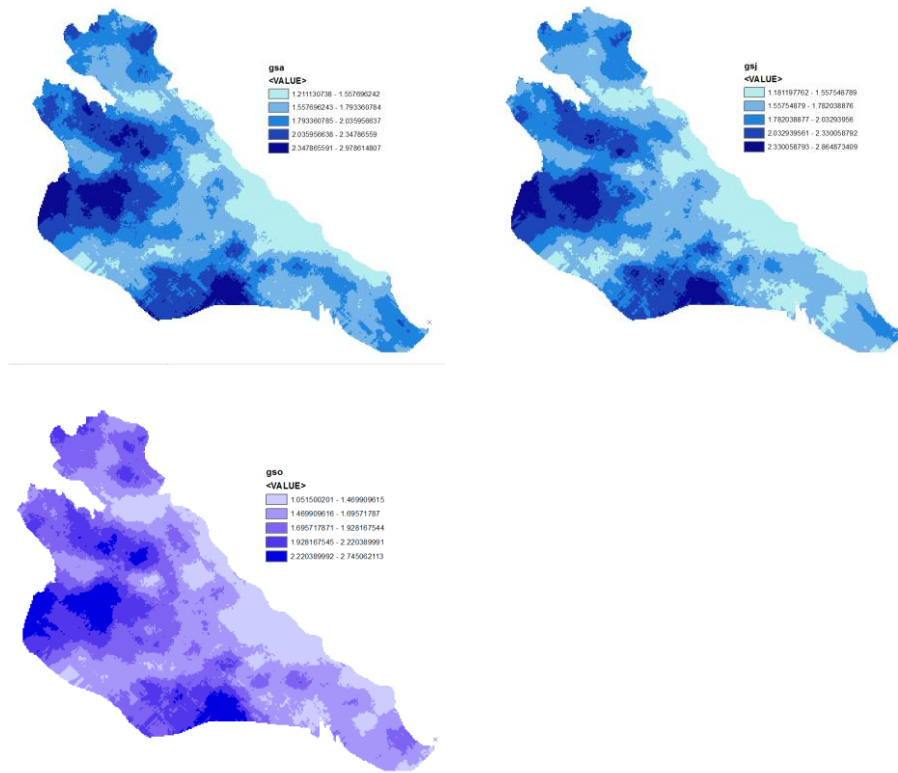 gsa
<VALUE>
1.211130738 - 1.557696242
1.557696243 - 1.793360784
1.793360785 - 2.035956637
2.035956638 - 2.34786559
2.347865591 - 2.978614807
gsj
<VALUE>
1.181197762 - 1.557548789
1.55754879 - 1.782038876
1.782038877 - 2.03293956
2.032939561 - 2.330058792
2.330058793 - 2.864873409
gso
<VALUE>
1.051500201 - 1.469909615
1.469909616 - 1.69571787
1.695717871 - 1.928167544
1.928167545 - 2.220389991
2.220389992 - 2.745062113